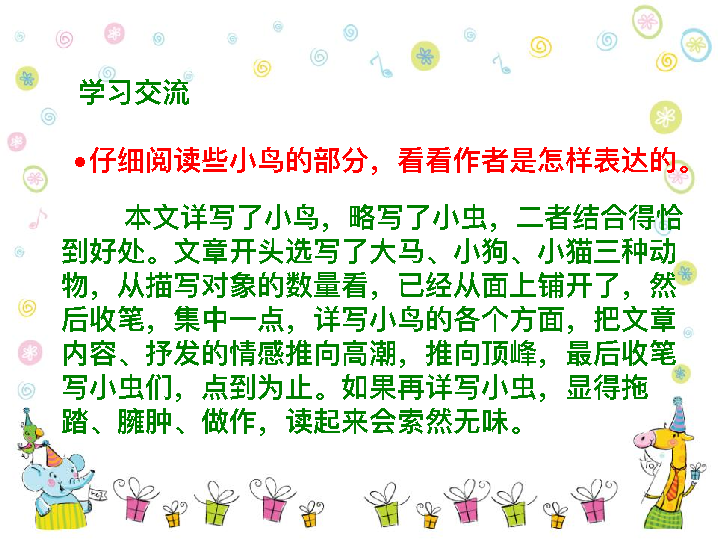 学习交流
•仔细阅读些小鸟的部分，看看作者是怎样表达的。
本文详写了小鸟，略写了小虫，二者结合得恰
到好处。文章开头选写了大马、小狗、小猫三种动
物，从描写对象的数量看，已经从面上铺开了，然
后收笔，集中一点，详写小鸟的各个方面，把文章
内容、抒发的情感推向高潮，推向顶峰，最后收笔
写小虫们，点到为止。如果再详写小虫，显得拖
踏、臃肿、做作，读起来会索然无味。